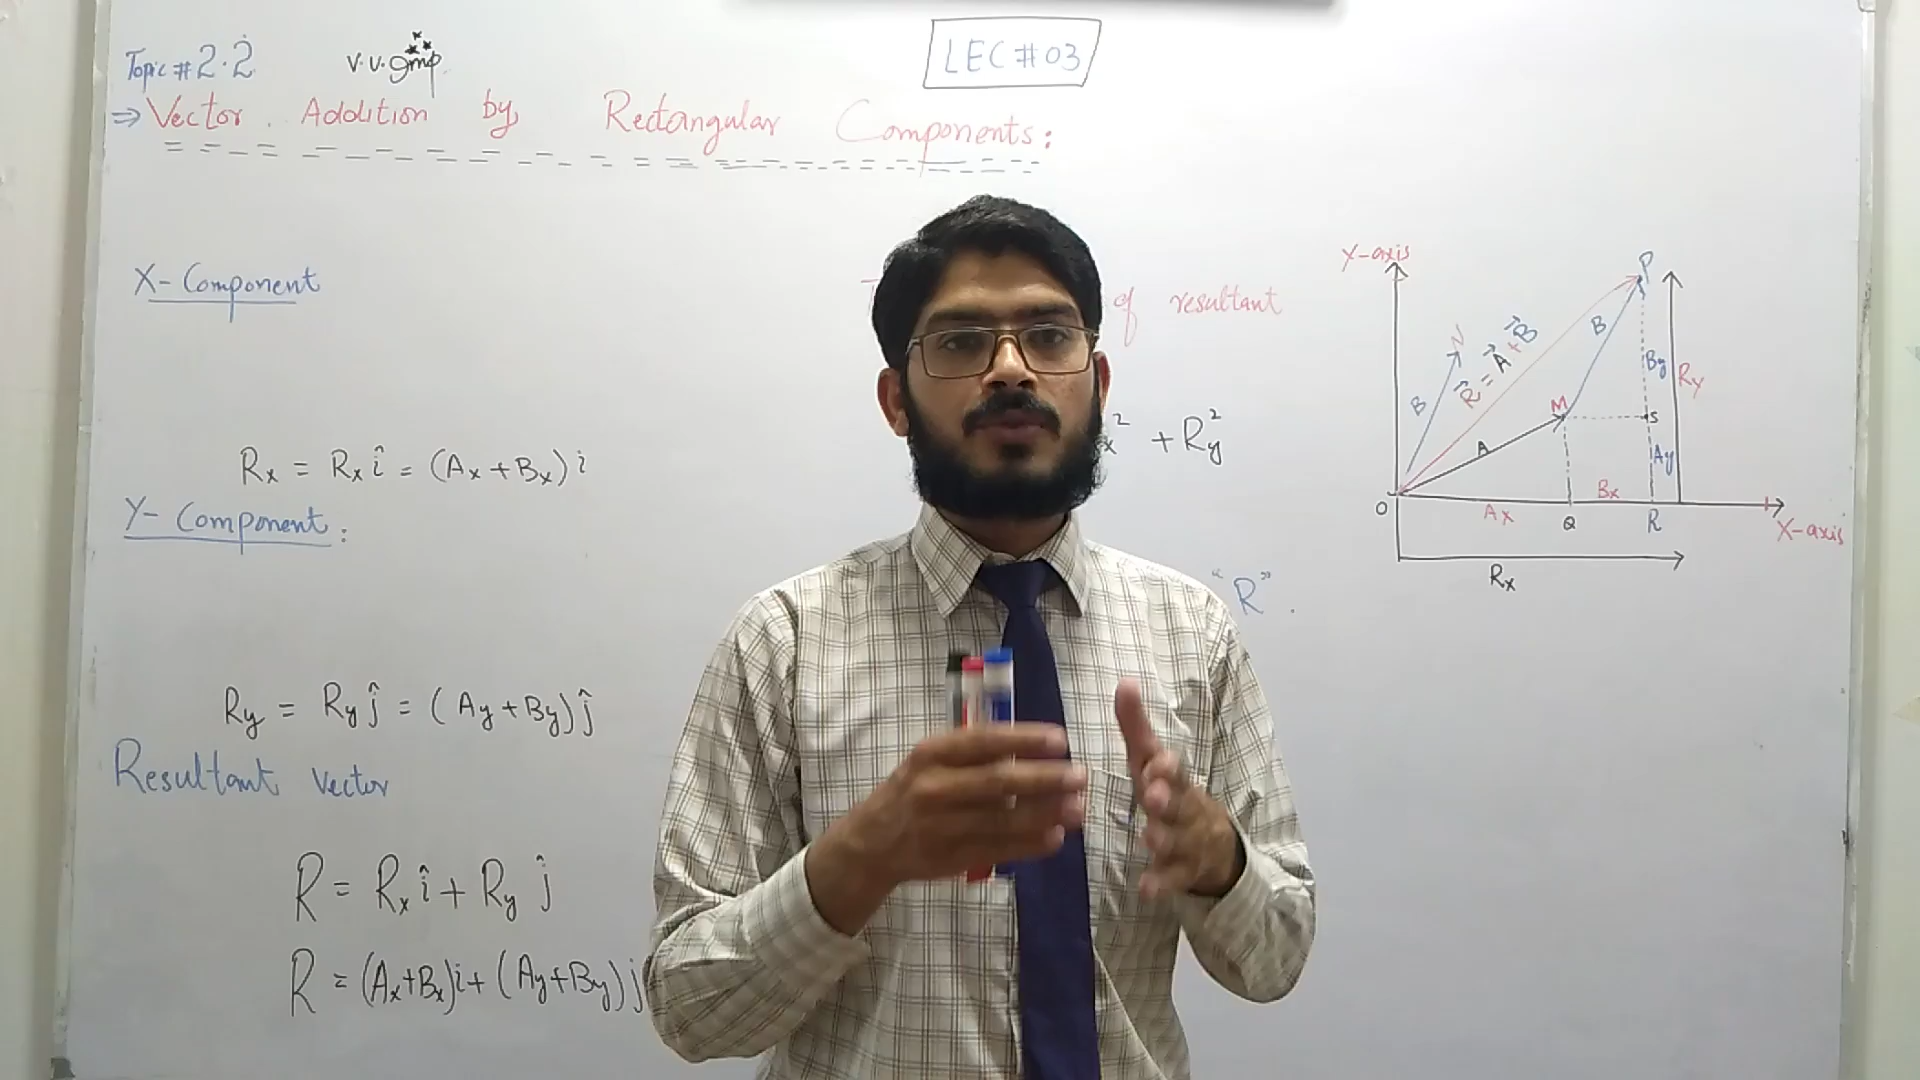 Topic # 2.2
v.v.gmp
LEC # 03
⇒ Vector Addition by Rectangular Components:
X-Component
of resultant
Rx = Rx î = (Ax + Bx) i
x² + Ry²
Y-Component:
"R".
Ry = Ry ĵ = (Ay + By) ĵ
Resultant vector
R = Rx î + Ry ĵ
R = (Ax+Bx)i + (Ay+By)j
Y-axis
P
N
B
R⃗ = A⃗ + B⃗
B
By
Ry
M
S
A
Ay
O
Ax
Q
Bx
R
X-axis
Rx